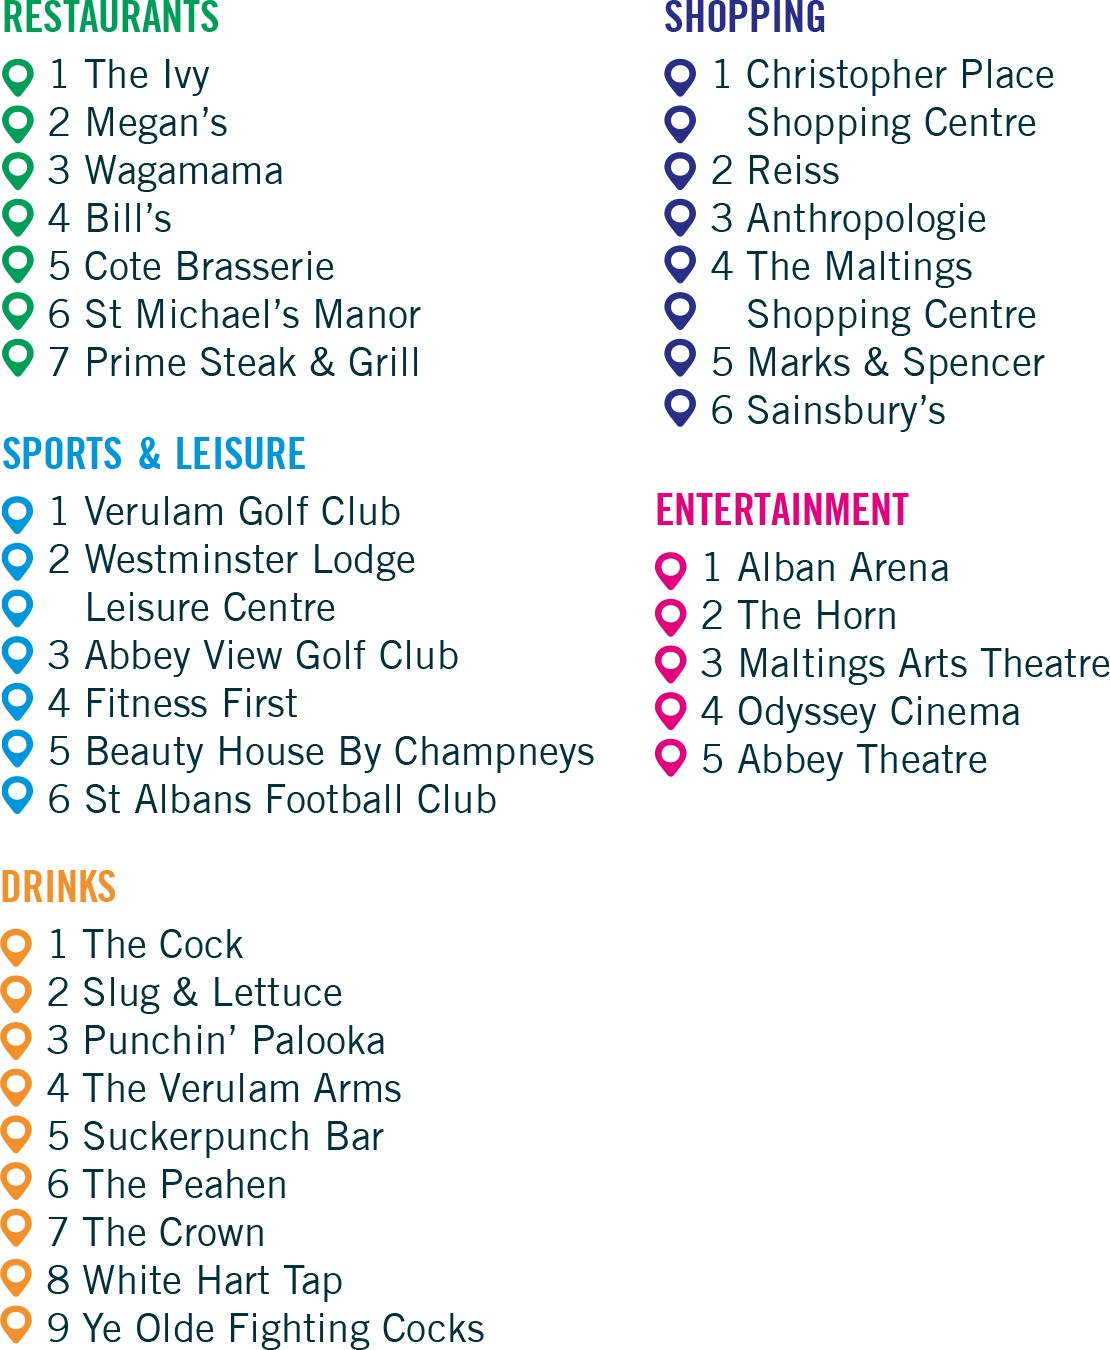 RESTAURANTS
1 The Ivy
2 Megan’s
3 Wagamama
4 Bill’s
5 Cote Brasserie
6 St Michael’s Manor
7 Prime Steak & Grill
SPORTS & LEISURE
1 Verulam Golf Club
2 Westminster Lodge
Leisure Centre
3 Abbey View Golf Club
4 Fitness First
5 Beauty House By Champneys
6 St Albans Football Club
DRINKS
1 The Cock
2 Slug & Lettuce
3 Punchin’ Palooka
4 The Verulam Arms
5 Suckerpunch Bar
6 The Peahen
7 The Crown
8 White Hart Tap
9 Ye Olde Fighting Cocks
SHOPPING
1 Christopher Place
Shopping Centre
2 Reiss
3 Anthropologie
4 The Maltings
Shopping Centre
5 Marks & Spencer
6 Sainsbury’s
ENTERTAINMENT
1 Alban Arena
2 The Horn
3 Maltings Arts Theatre
4 Odyssey Cinema
5 Abbey Theatre